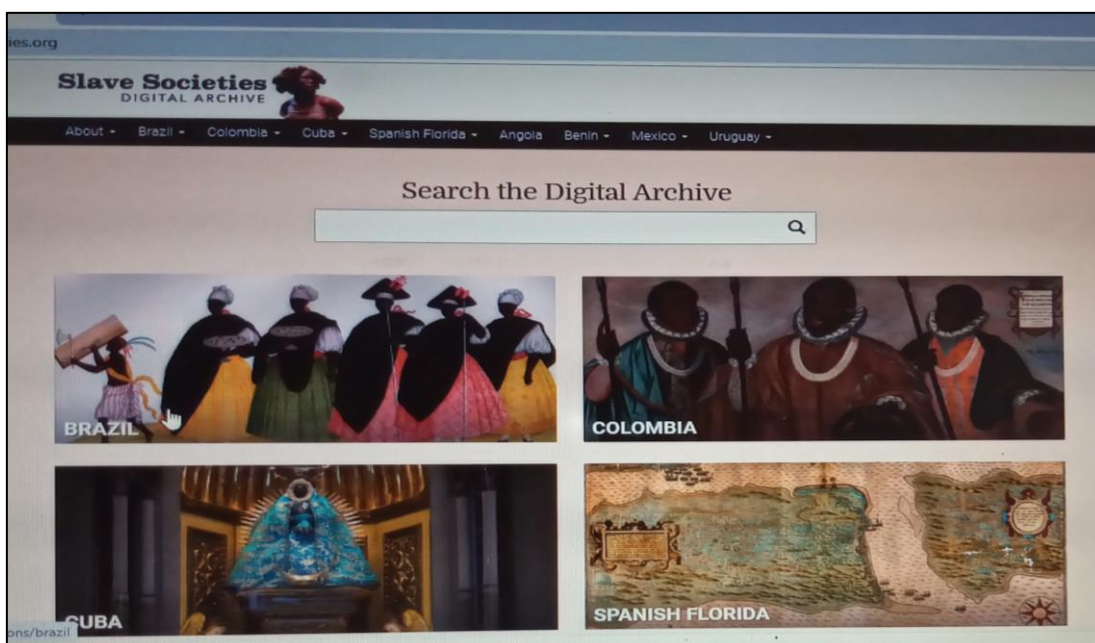 ies.org
Slave Societies
DIGITAL ARCHIVE
About Brazil Colombia Cuba Spanish Florida Angola Benin Mexico Uruguay
Search the Digital Archive
BRAZIL
COLOMBIA
CUBA
SPANISH FLORIDA
ons/brazil